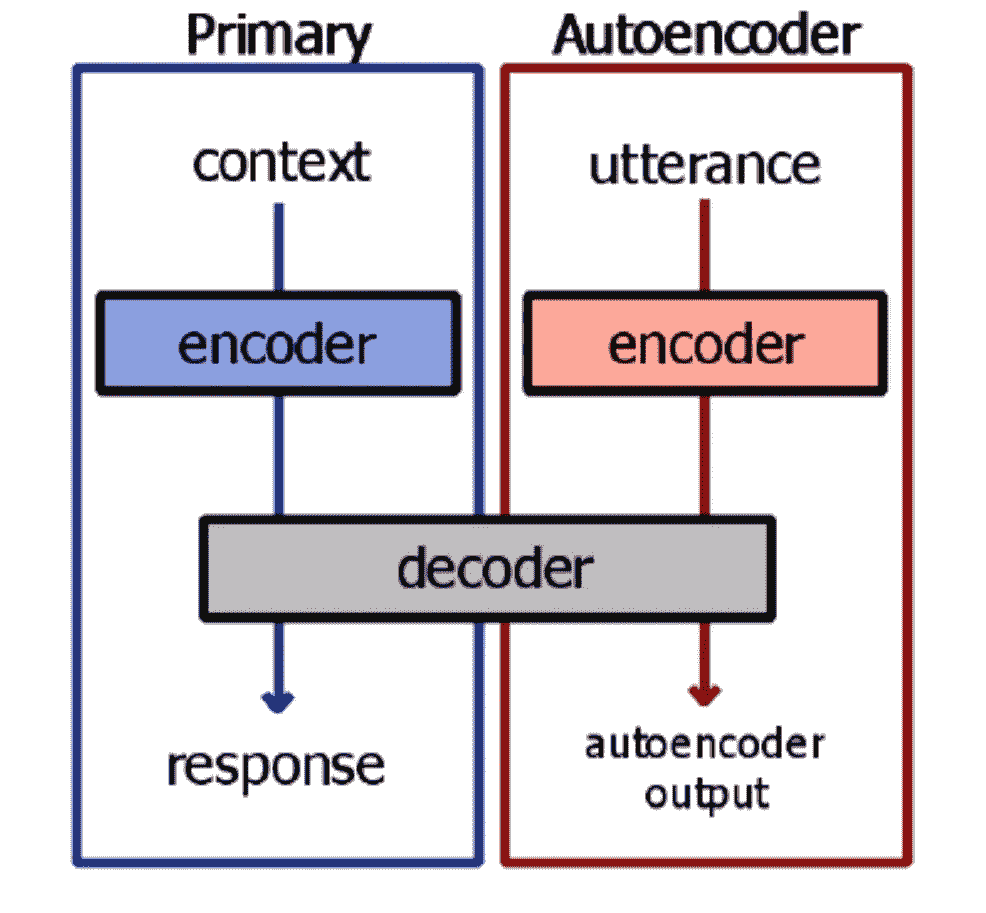 Primary
Autoencoder
context
utterance
encoder
encoder
decoder
response
autoencoder
output